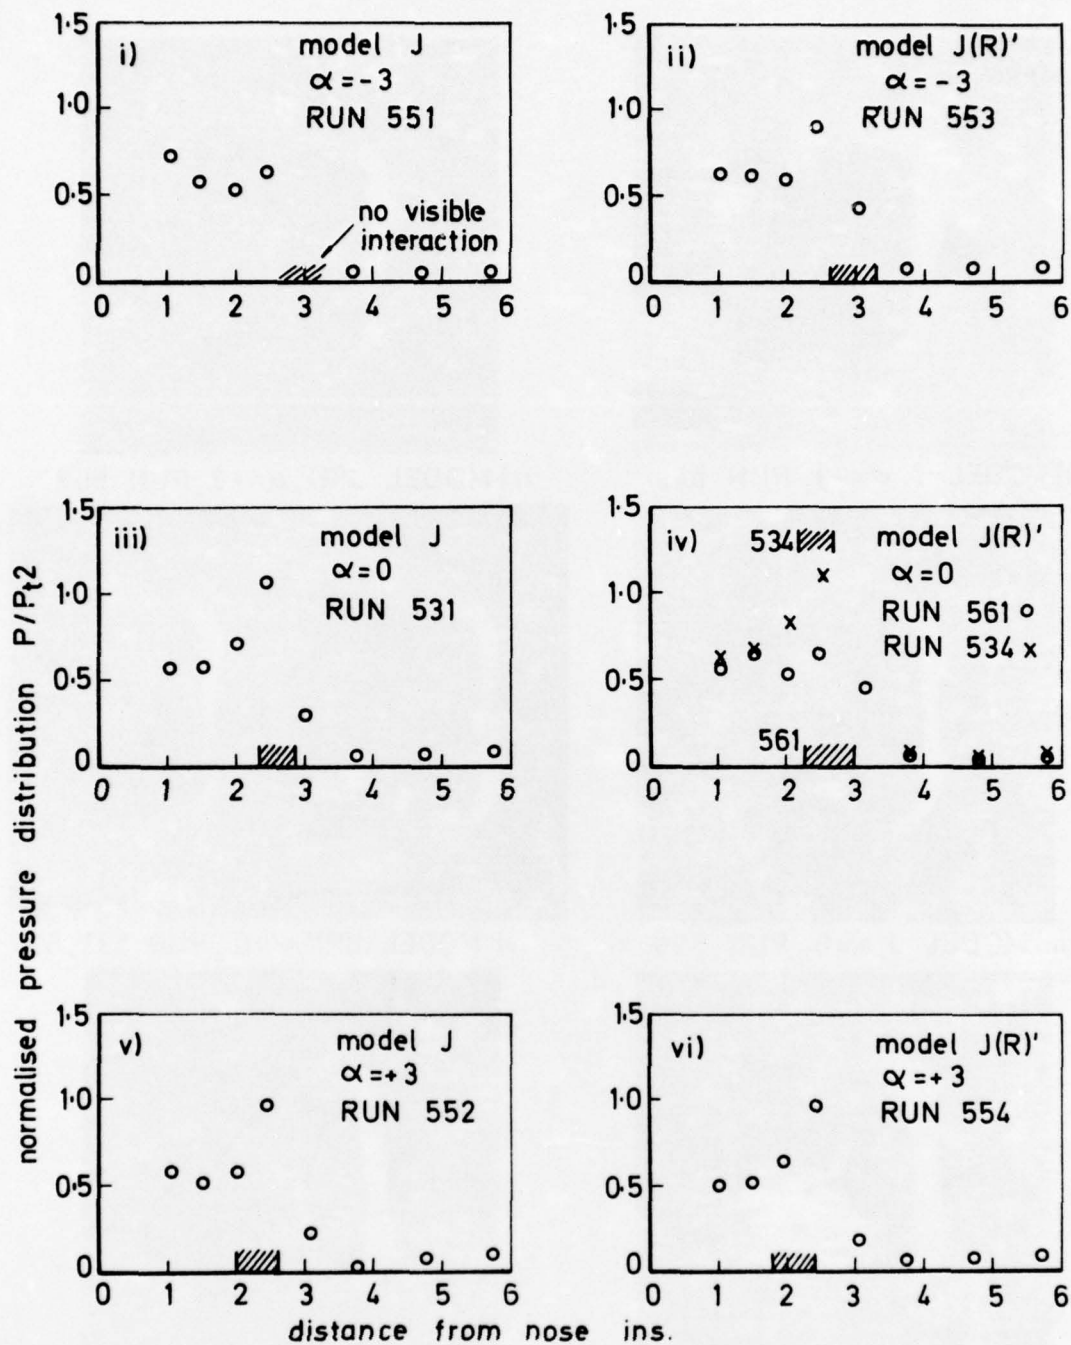 normalised pressure distribution P/Pt2
i)
model J
α = -3
RUN 551
no visible
interaction
1·5
1·0
0·5
0
0 1 2 3 4 5 6
ii)
model J(R)'
α = -3
RUN 553
1·5
1·0
0·5
0
0 1 2 3 4 5 6
iii)
model J
α=0
RUN 531
1·5
1·0
0·5
0
0 1 2 3 4 5 6
iv)
534
model J(R)'
α=0
RUN 561 o
RUN 534 x
561
1·5
1·0
0·5
0
0 1 2 3 4 5 6
v)
model J
α=+3
RUN 552
1·5
1·0
0·5
0
0 1 2 3 4 5 6
vi)
model J(R)'
α=+3
RUN 554
1·5
1·0
0·5
0
0 1 2 3 4 5 6
distance from nose ins.